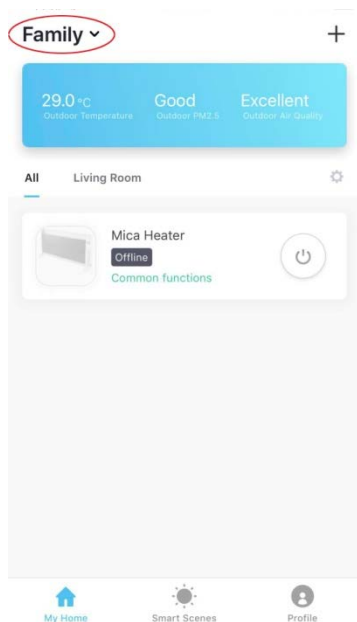 Family
29.0 °C Good Excellent
Outdoor Temperature Outdoor PM2.5 Outdoor Air Quality
All Living Room
Mica Heater
Offline
Common functions
My Home Smart Scenes Profile